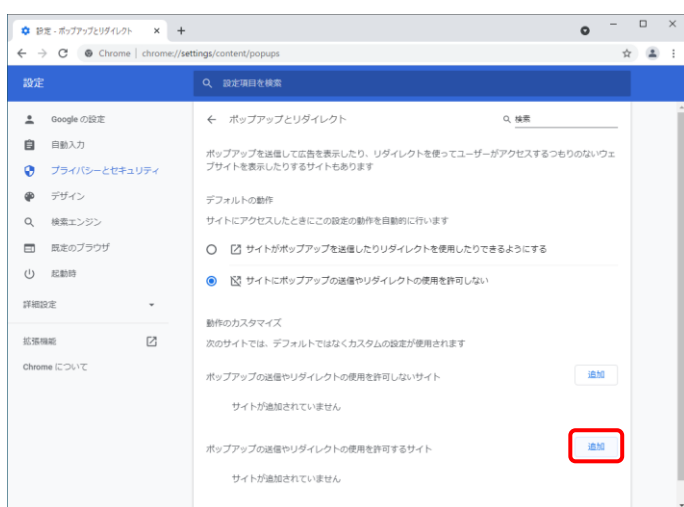 設定 - ポップアップとリダイレクト
Chrome | chrome://settings/content/popups
設定
設定項目を検索
Google の設定
自動入力
プライバシーとセキュリティ
デザイン
検索エンジン
既定のブラウザ
起動時
詳細設定
拡張機能
Chrome について
ポップアップとリダイレクト
検索
ポップアップを送信して広告を表示したり、リダイレクトを使ってユーザーがアクセスするつもりのないウェ
ブサイトを表示したりするサイトもあります
デフォルトの動作
サイトにアクセスしたときにこの設定の動作を自動的に行います
サイトがポップアップを送信したりリダイレクトを使用したりできるようにする
サイトにポップアップの送信やリダイレクトの使用を許可しない
動作のカスタマイズ
次のサイトでは、デフォルトではなくカスタムの設定が使用されます
ポップアップの送信やリダイレクトの使用を許可しないサイト
追加
サイトが追加されていません
ポップアップの送信やリダイレクトの使用を許可するサイト
追加
サイトが追加されていません